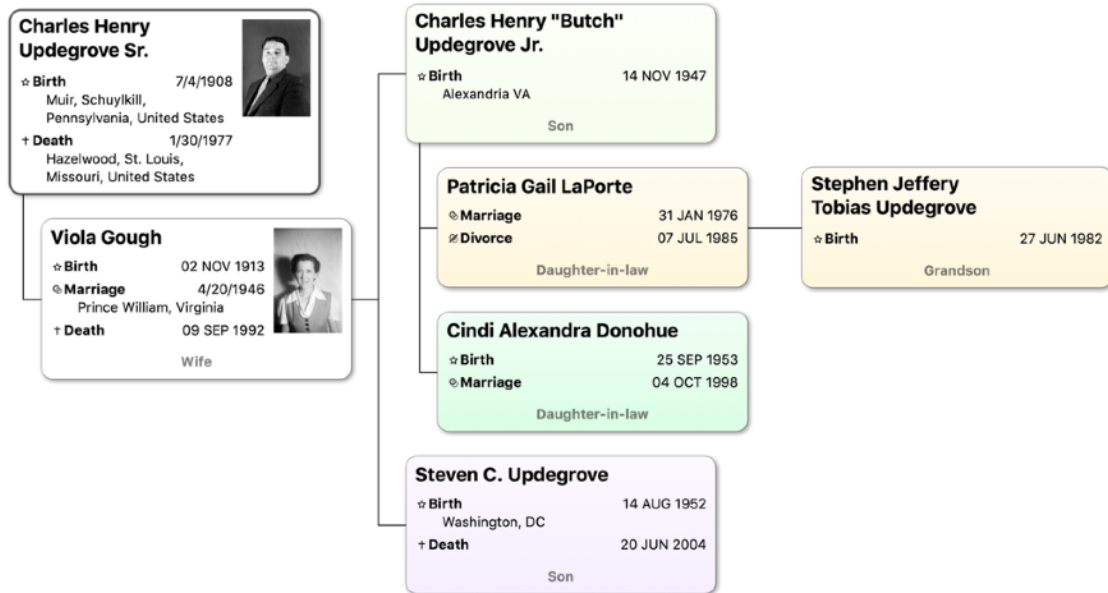 Charles Henry
Updegrove Sr.
☆ Birth 7/4/1908
Muir, Schuylkill,
Pennsylvania, United States
† Death 1/30/1977
Hazelwood, St. Louis,
Missouri, United States
Viola Gough
☆ Birth 02 NOV 1913
Marriage 4/20/1946
Prince William, Virginia
† Death 09 SEP 1992
Wife
Charles Henry "Butch"
Updegrove Jr.
☆ Birth 14 NOV 1947
Alexandria VA
Son
Patricia Gail LaPorte
Marriage 31 JAN 1976
Divorce 07 JUL 1985
Daughter-in-law
Stephen Jeffery
Tobias Updegrove
☆ Birth 27 JUN 1982
Grandson
Cindi Alexandra Donohue
☆ Birth 25 SEP 1953
Marriage 04 OCT 1998
Daughter-in-law
Steven C. Updegrove
☆ Birth 14 AUG 1952
Washington, DC
† Death 20 JUN 2004
Son